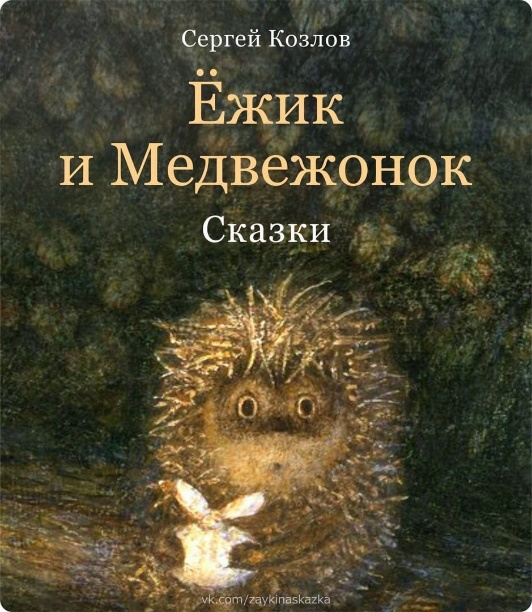 Сергей Козлов
Ёжик
и Медвежонок
Сказки
vk.com/zaykinaskazka